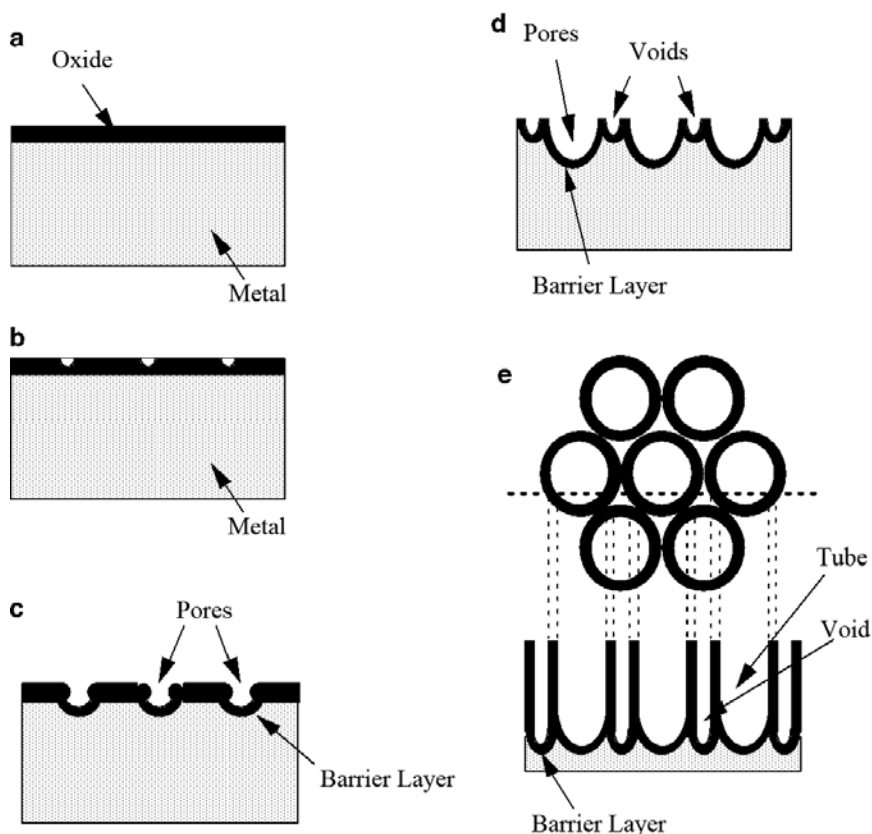 a
Oxide
Metal
b
Metal
c
Pores
Barrier Layer
d
Pores
Voids
Barrier Layer
e
Tube
Void
Barrier Layer